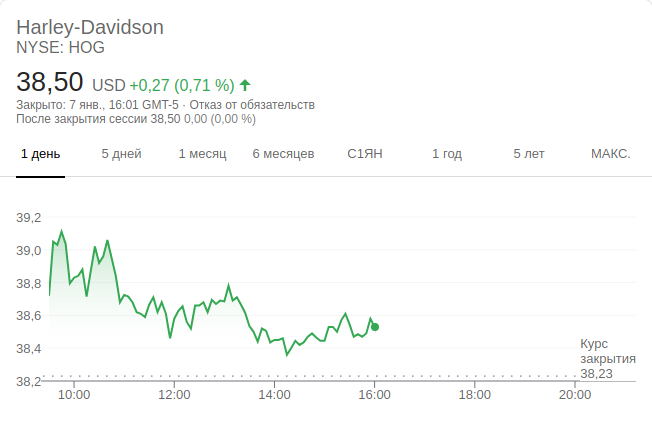 Harley-Davidson
NYSE: HOG
38,50 USD +0,27 (0,71 %)
Закрыто: 7 янв., 16:01 GMT-5 · Отказ от обязательств
После закрытия сессии 38,50 0,00 (0,00 %)
1 день 5 дней 1 месяц 6 месяцев С1ЯН 1 год 5 лет МАКС.
39,2
39,0
38,8
38,6
38,4
Курс
закрытия
38,23
38,2
10:00 12:00 14:00 16:00 18:00 20:00